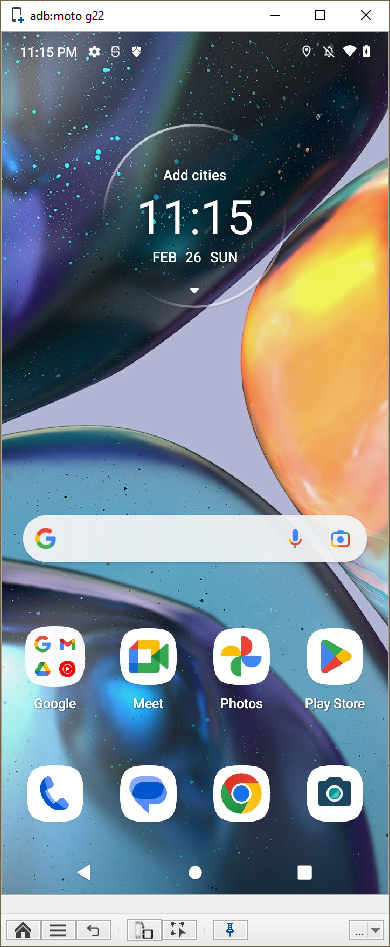 adb:moto g22
11:15 PM
Add cities
11:15
FEB 26 SUN
Google
Meet
Photos
Play Store
...